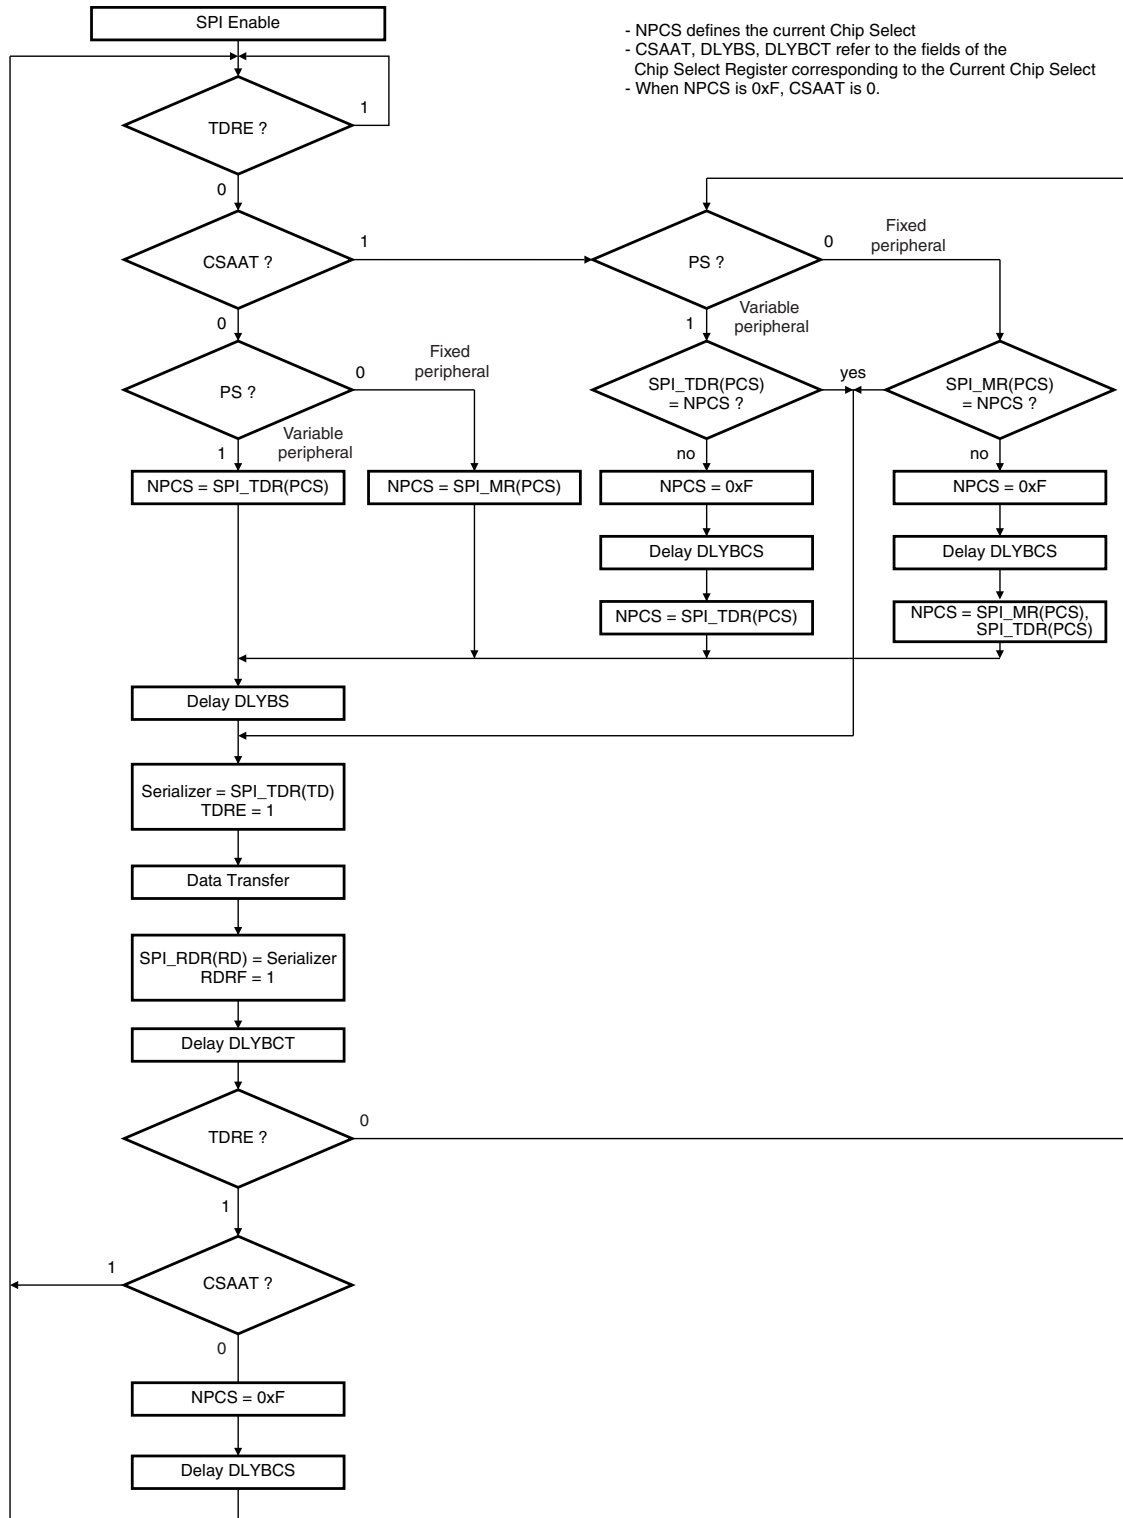 SPI Enable
- NPCS defines the current Chip Select
- CSAAT, DLYBS, DLYBCT refer to the fields of the
Chip Select Register corresponding to the Current Chip Select
- When NPCS is 0xF, CSAAT is 0.
1
TDRE ?
0
CSAAT ?
1
PS ?
0
Fixed
peripheral
0
1
Variable
peripheral
PS ?
0
Fixed
peripheral
SPI_TDR(PCS)
= NPCS ?
yes
SPI_MR(PCS)
= NPCS ?
1
Variable
peripheral
no
no
NPCS = SPI_TDR(PCS)
NPCS = SPI_MR(PCS)
NPCS = 0xF
NPCS = 0xF
Delay DLYBCS
Delay DLYBCS
NPCS = SPI_TDR(PCS)
NPCS = SPI_MR(PCS),
SPI_TDR(PCS)
Delay DLYBS
Serializer = SPI_TDR(TD)
TDRE = 1
Data Transfer
SPI_RDR(RD) = Serializer
RDRF = 1
Delay DLYBCT
TDRE ?
0
1
1
CSAAT ?
0
NPCS = 0xF
Delay DLYBCS